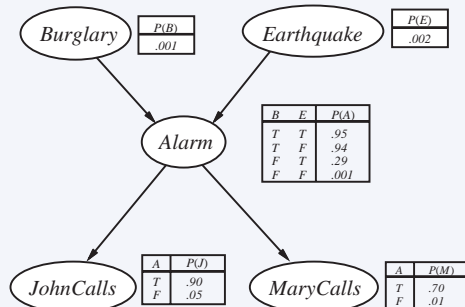 Burglary
P(B)
.001
Earthquake
P(E)
.002
Alarm
B E P(A)
T T .95
T F .94
F T .29
F F .001
JohnCalls
A P(J)
T .90
F .05
MaryCalls
A P(M)
T .70
F .01